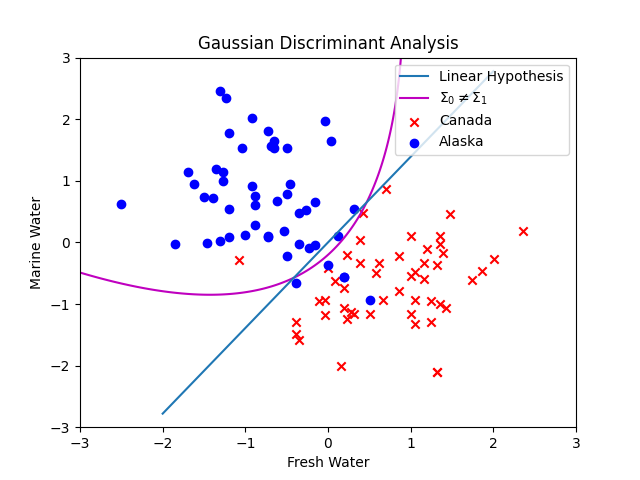 Gaussian Discriminant Analysis
Marine Water
3
2
1
0
−1
−2
−3
−3
−2
−1
0
1
2
3
Fresh Water
Linear Hypothesis
Σ₀ ≠ Σ₁
Canada
Alaska